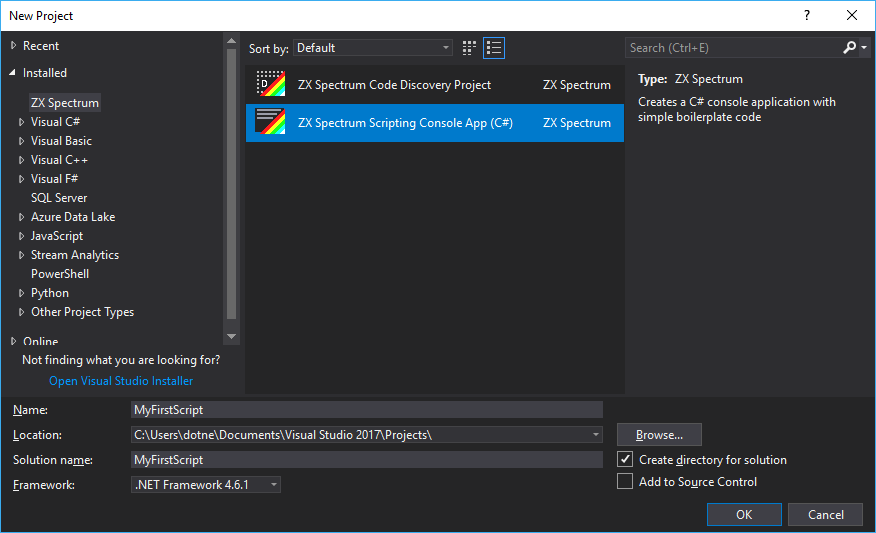 New Project
?
Recent
Installed
ZX Spectrum
Visual C#
Visual Basic
Visual C++
Visual F#
SQL Server
Azure Data Lake
JavaScript
Stream Analytics
PowerShell
Python
Other Project Types
Online
Not finding what you are looking for?
Open Visual Studio Installer
Sort by: Default
D ZX Spectrum Code Discovery Project ZX Spectrum
ZX Spectrum Scripting Console App (C#) ZX Spectrum
Search (Ctrl+E)
Type: ZX Spectrum
Creates a C# console application with
simple boilerplate code
Name: MyFirstScript
Location: C:\Users\dotne\Documents\Visual Studio 2017\Projects\ Browse...
Solution name: MyFirstScript
Create directory for solution
Framework: .NET Framework 4.6.1
Add to Source Control
OK Cancel